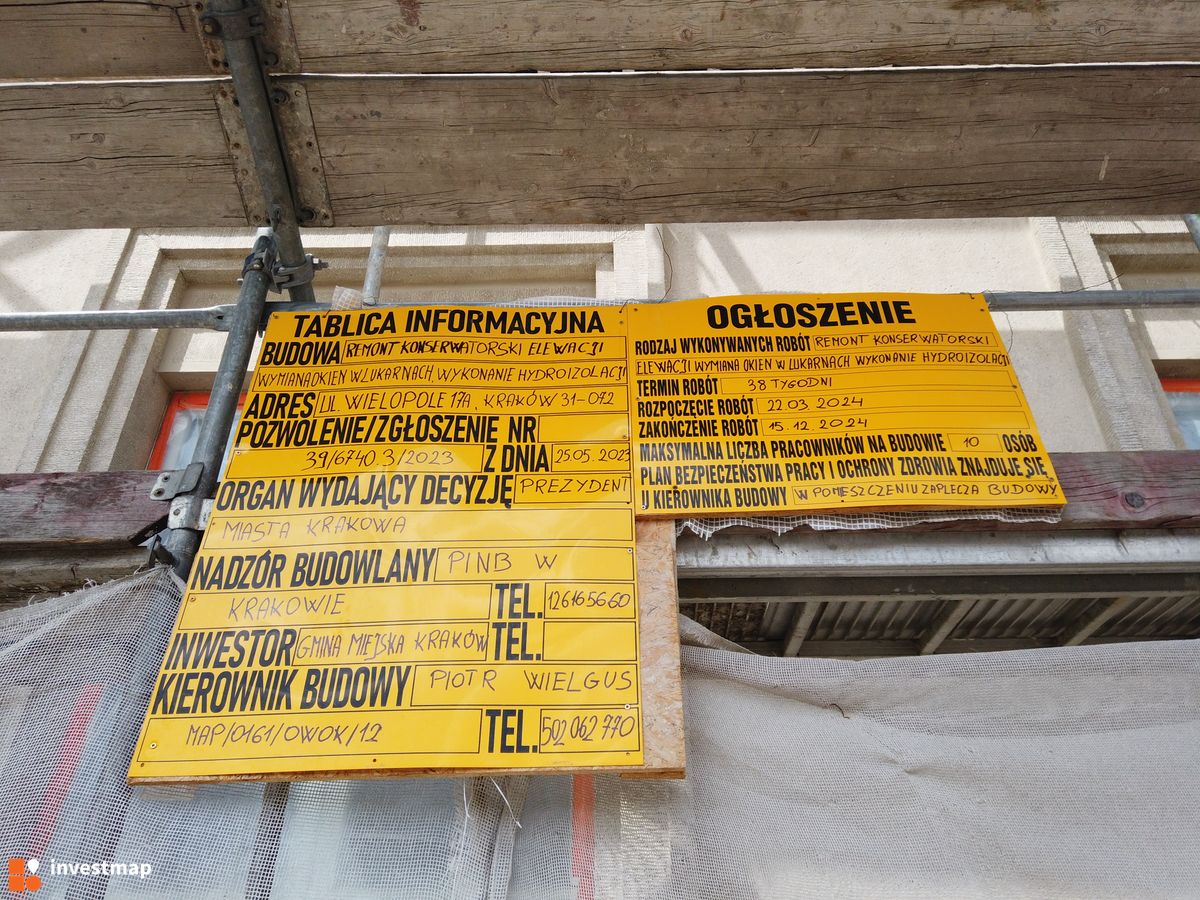 TABLICA INFORMACYJNA
BUDOWA REMONT KONSERWATORSKI ELEWACJI
WYMIANA OKIEN W LUKARNACH, WYKONANIE HYDROIZOLACJI
ADRES UL. WIELOPOLE 17A, KRAKÓW 31-072
POZWOLENIE/ZGŁOSZENIE NR
39/6740.3/2023 Z DNIA 25.05.2023
ORGAN WYDAJĄCY DECYZJĘ PREZYDENT
MIASTA KRAKOWA
NADZÓR BUDOWLANY PINB W
KRAKOWIE TEL. 126165660
INWESTOR GMINA MIEJSKA KRAKÓW TEL.
KIEROWNIK BUDOWY PIOTR WIELGUS
MAP/0161/OWOK/12 TEL. 502 062 770
OGŁOSZENIE
RODZAJ WYKONYWANYCH ROBÓT REMONT KONSERWATORSKI
ELEWACJI WYMIANA OKIEN W LUKARNACH WYKONANIE HYDROIZOLACJI
TERMIN ROBÓT 38 TYGODNI
ROZPOCZĘCIE ROBÓT 22.03.2024
ZAKOŃCZENIE ROBÓT 15.12.2024
MAKSYMALNA LICZBA PRACOWNIKÓW NA BUDOWIE 10 OSÓB
PLAN BEZPIECZEŃSTWA PRACY I OCHRONY ZDROWIA ZNAJDUJE SIĘ
U KIEROWNIKA BUDOWY W POMIESZCZENIU ZAPLECZA BUDOWY
investmap